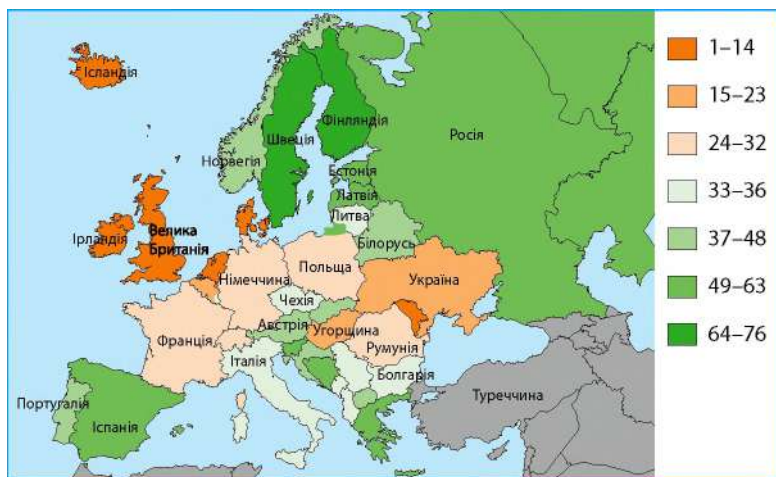 Ісландія
Фінляндія
Швеція
Норвегія
Росія
Естонія
Латвія
Литва
Білорусь
Ірландія
Велика
Британія
Німеччина
Польща
Україна
Чехія
Франція
Австрія
Угорщина
Румунія
Італія
Болгарія
Португалія
Іспанія
Туреччина
1–14
15–23
24–32
33–36
37–48
49–63
64–76